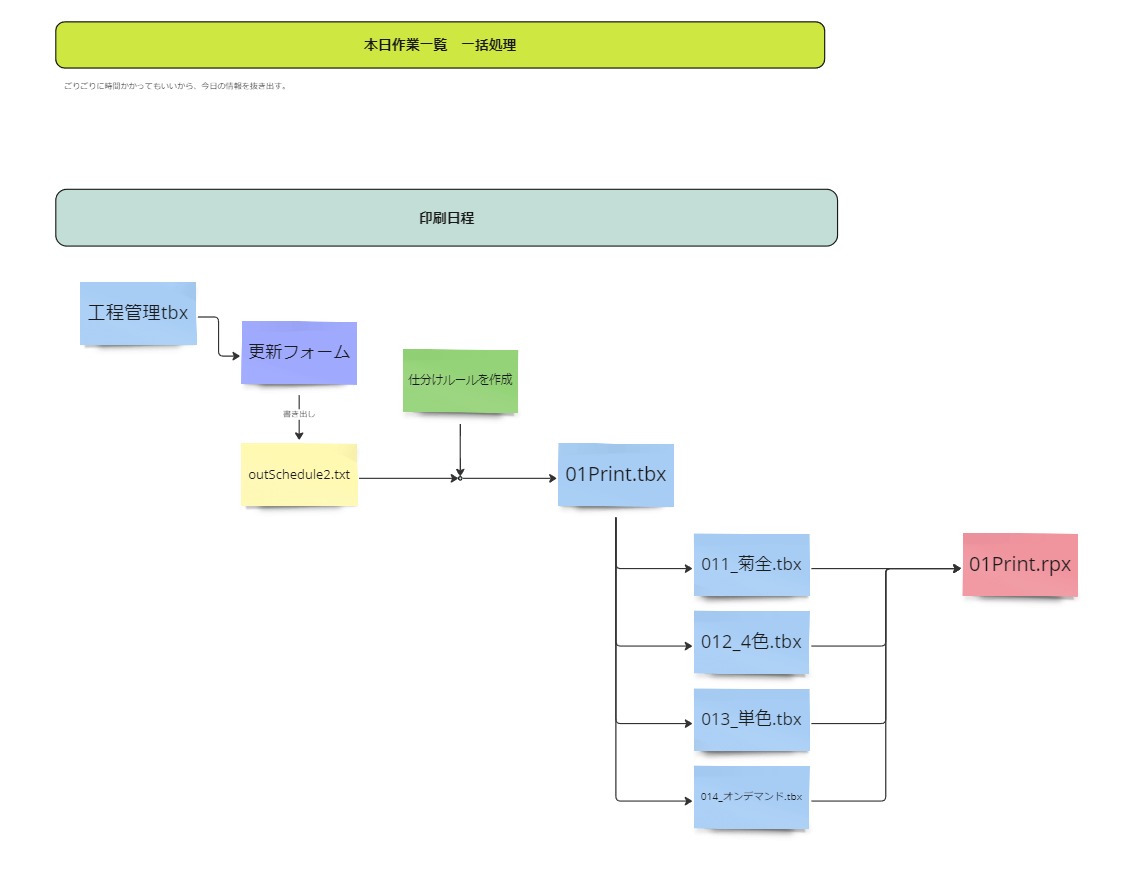 本日作業一覧　一括処理
ごりごりに時間かかってもいいから、今日の情報を抜き出す。
印刷日程
工程管理tbx
更新フォーム
仕分けルールを作成
書き出し
outSchedule2.txt
01Print.tbx
011_菊全.tbx
01Print.rpx
012_4色.tbx
013_単色.tbx
014_オンデマンド.tbx